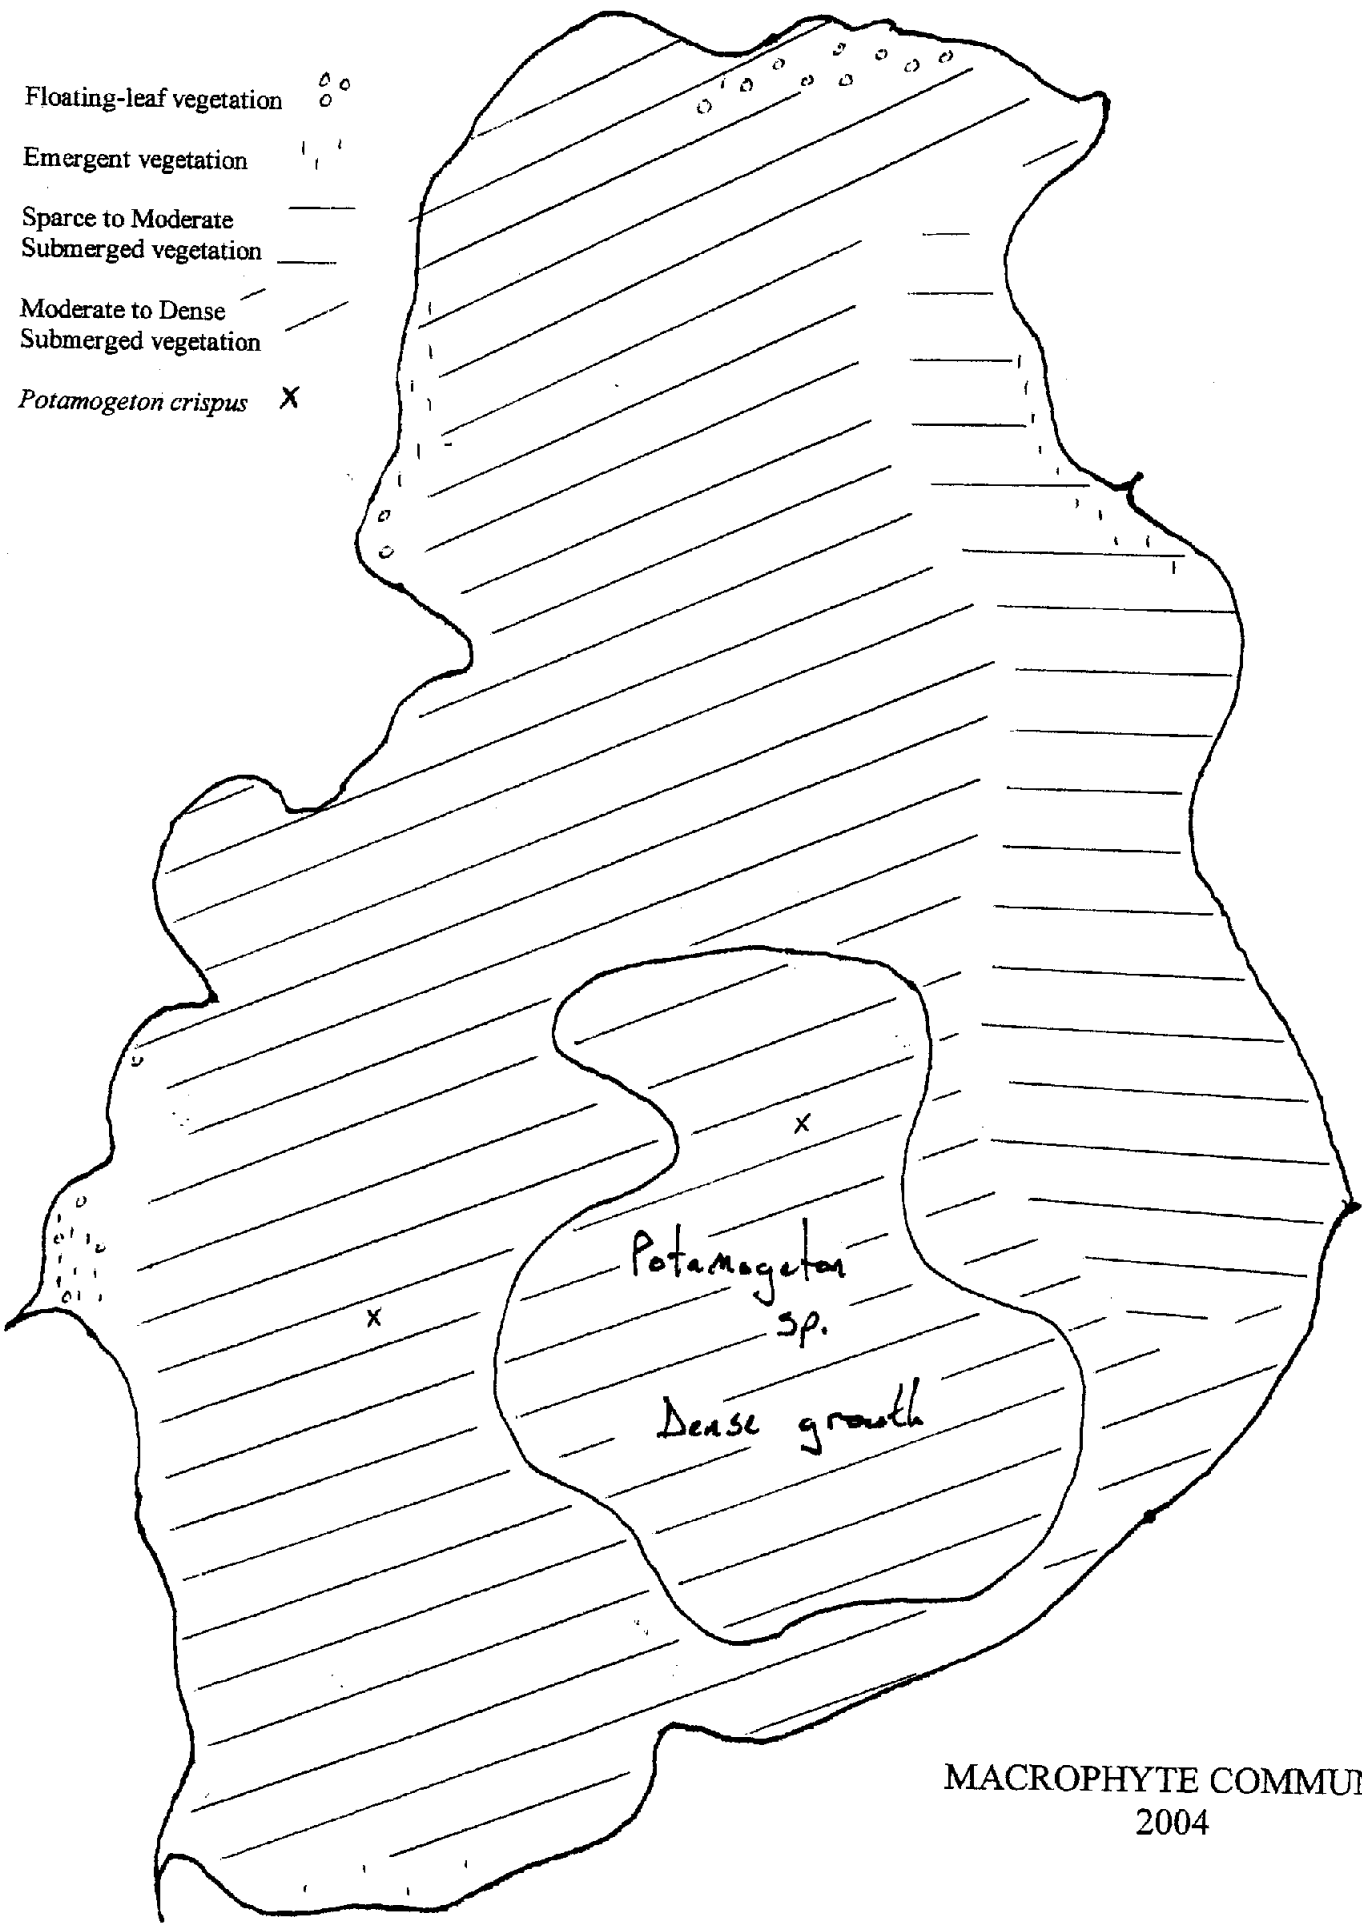 Floating-leaf vegetation
Emergent vegetation
Sparce to Moderate
Submerged vegetation
Moderate to Dense
Submerged vegetation
Potamogeton crispus X
x
x
Potamogeton
sp.
Dense growth
MACROPHYTE COMMUN
2004